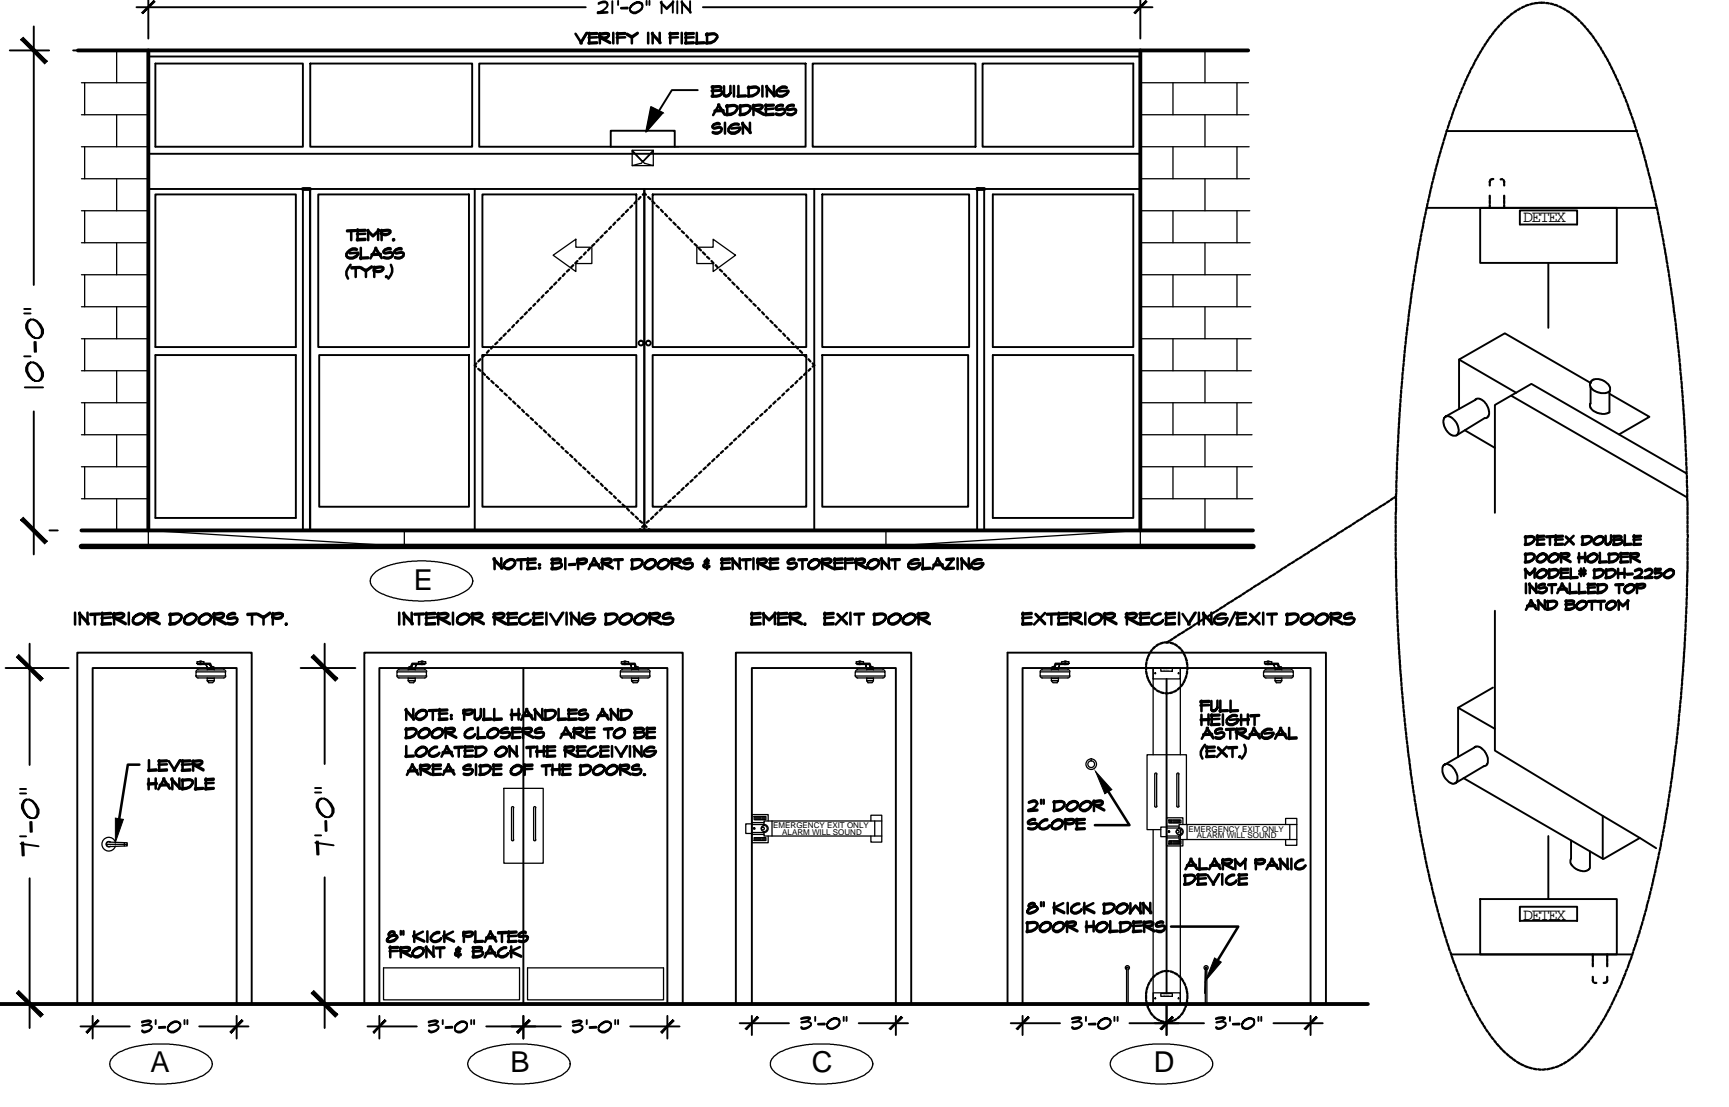 21'-0" MIN
VERIFY IN FIELD
BUILDING
ADDRESS
SIGN
TEMP.
GLASS
(TYP.)
10'-0"
E
NOTE: BI-PART DOORS & ENTIRE STOREFRONT GLAZING
DETEX
DETEX DOUBLE
DOOR HOLDER
MODEL# DDH-2250
INSTALLED TOP
AND BOTTOM
DETEX
INTERIOR DOORS TYP.
7'-0"
LEVER
HANDLE
3'-0"
A
INTERIOR RECEIVING DOORS
7'-0"
NOTE: PULL HANDLES AND
DOOR CLOSERS ARE TO BE
LOCATED ON THE RECEIVING
AREA SIDE OF THE DOORS.
8" KICK PLATES
FRONT & BACK
3'-0" 3'-0"
B
EMER. EXIT DOOR
EMERGENCY EXIT ONLY
ALARM WILL SOUND
3'-0"
C
EXTERIOR RECEIVING/EXIT DOORS
FULL
HEIGHT
ASTRAGAL
(EXT.)
2" DOOR
SCOPE
EMERGENCY EXIT ONLY
ALARM WILL SOUND
ALARM PANIC
DEVICE
8" KICK DOWN
DOOR HOLDERS
3'-0" 3'-0"
D